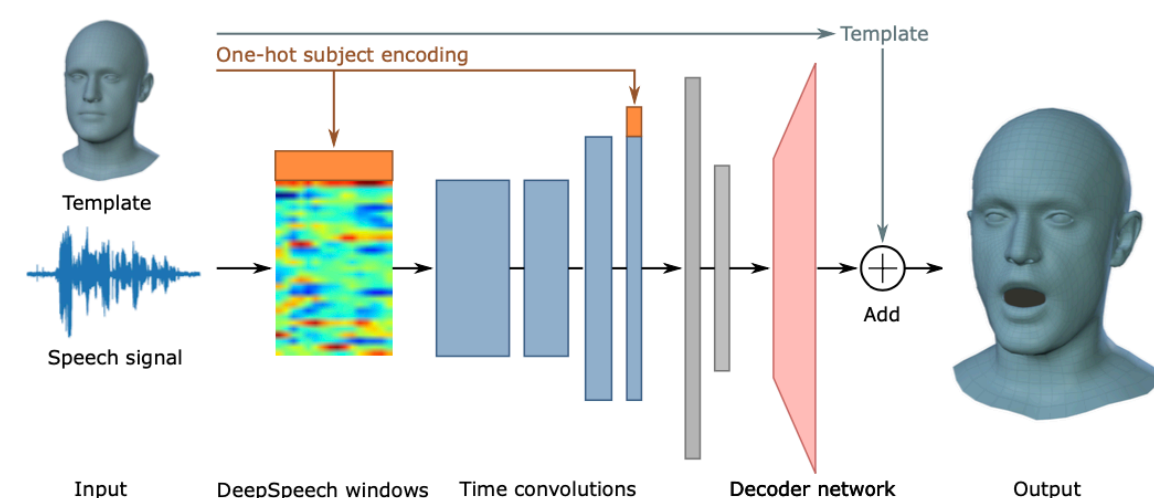 Template
One-hot subject encoding
Template
Speech signal
Add
Input
DeepSpeech windows
Time convolutions
Decoder network
Output